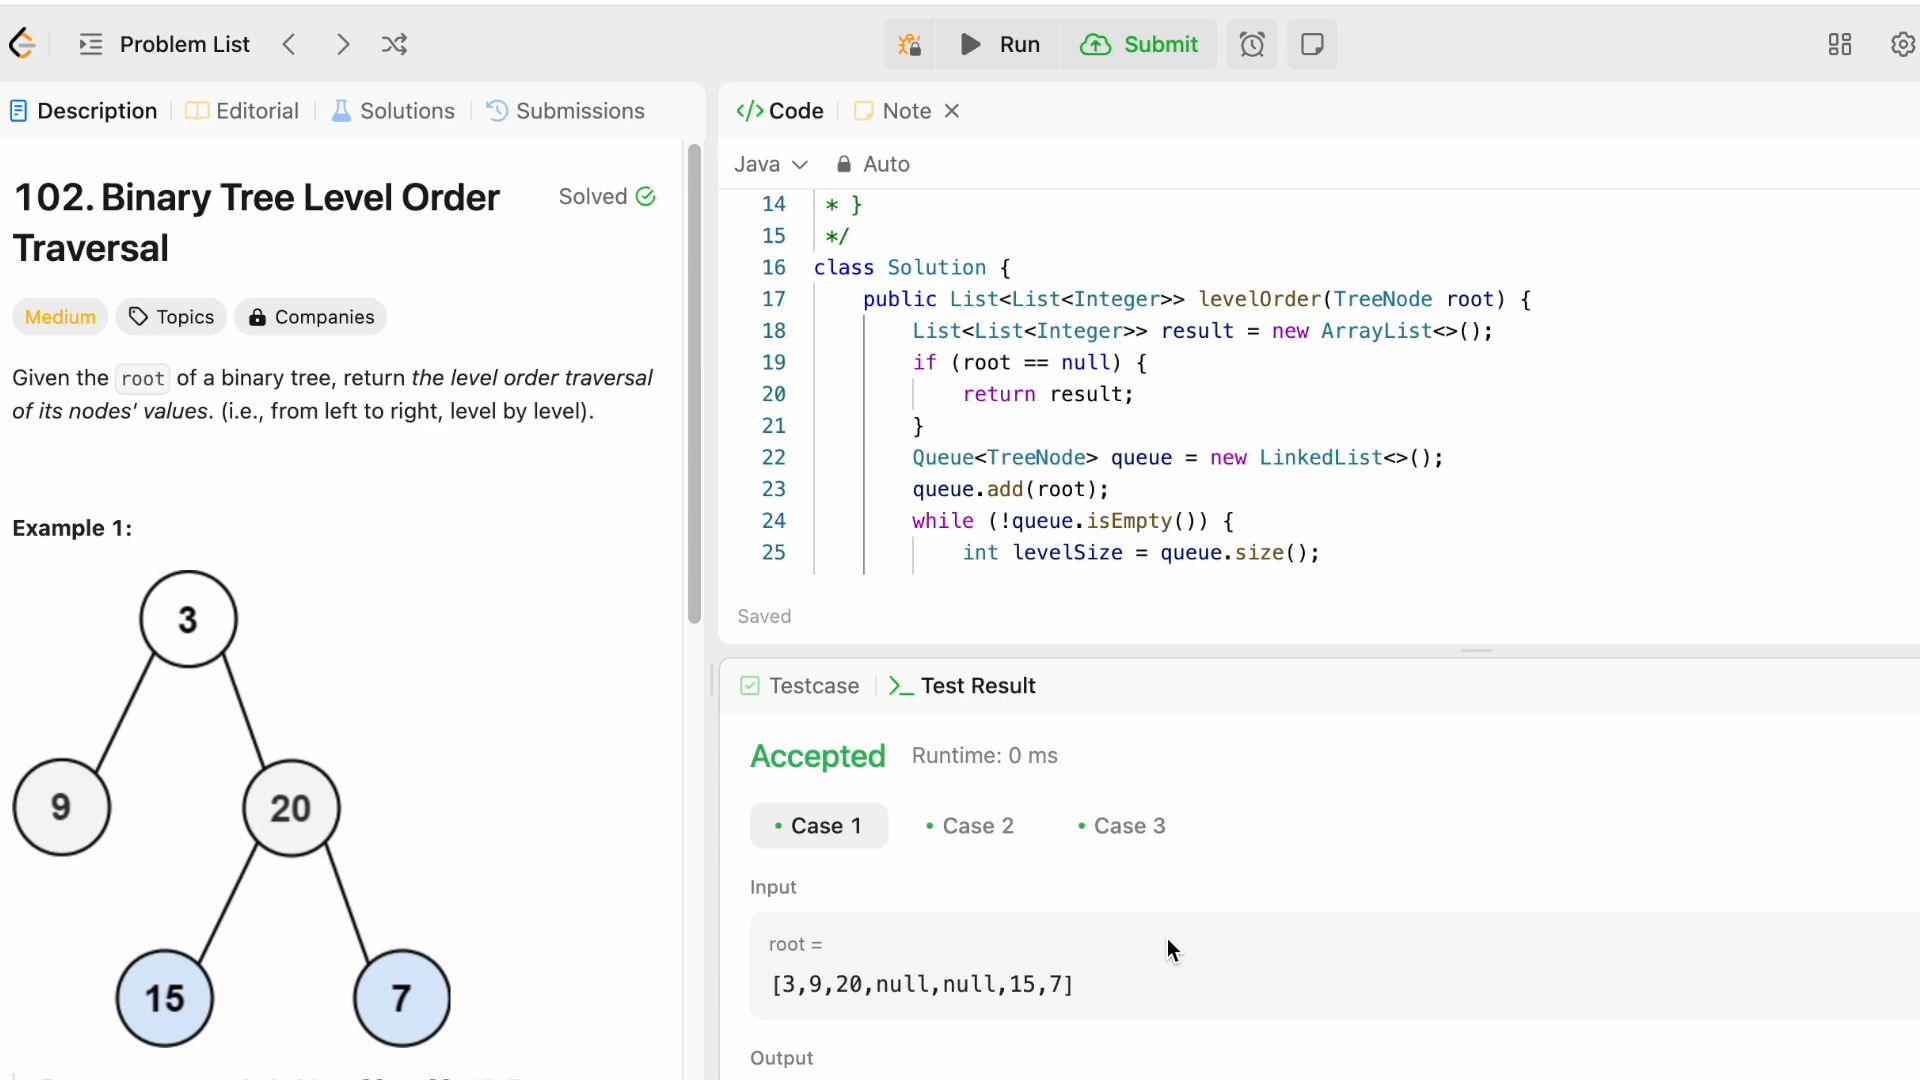 Problem List
Run
Submit
Description
Editorial
Solutions
Submissions
102. Binary Tree Level Order
Traversal
Solved
Medium
Topics
Companies
Given the root of a binary tree, return the level order traversal
of its nodes' values. (i.e., from left to right, level by level).
Example 1:
3
9
20
15
7
Code
Note
Java
Auto
14 * }
15 */
16 class Solution {
17 public List<List<Integer>> levelOrder(TreeNode root) {
18 List<List<Integer>> result = new ArrayList<>();
19 if (root == null) {
20 return result;
21 }
22 Queue<TreeNode> queue = new LinkedList<>();
23 queue.add(root);
24 while (!queue.isEmpty()) {
25 int levelSize = queue.size();
Saved
Testcase
Test Result
Accepted
Runtime: 0 ms
• Case 1
• Case 2
• Case 3
Input
root =
[3,9,20,null,null,15,7]
Output